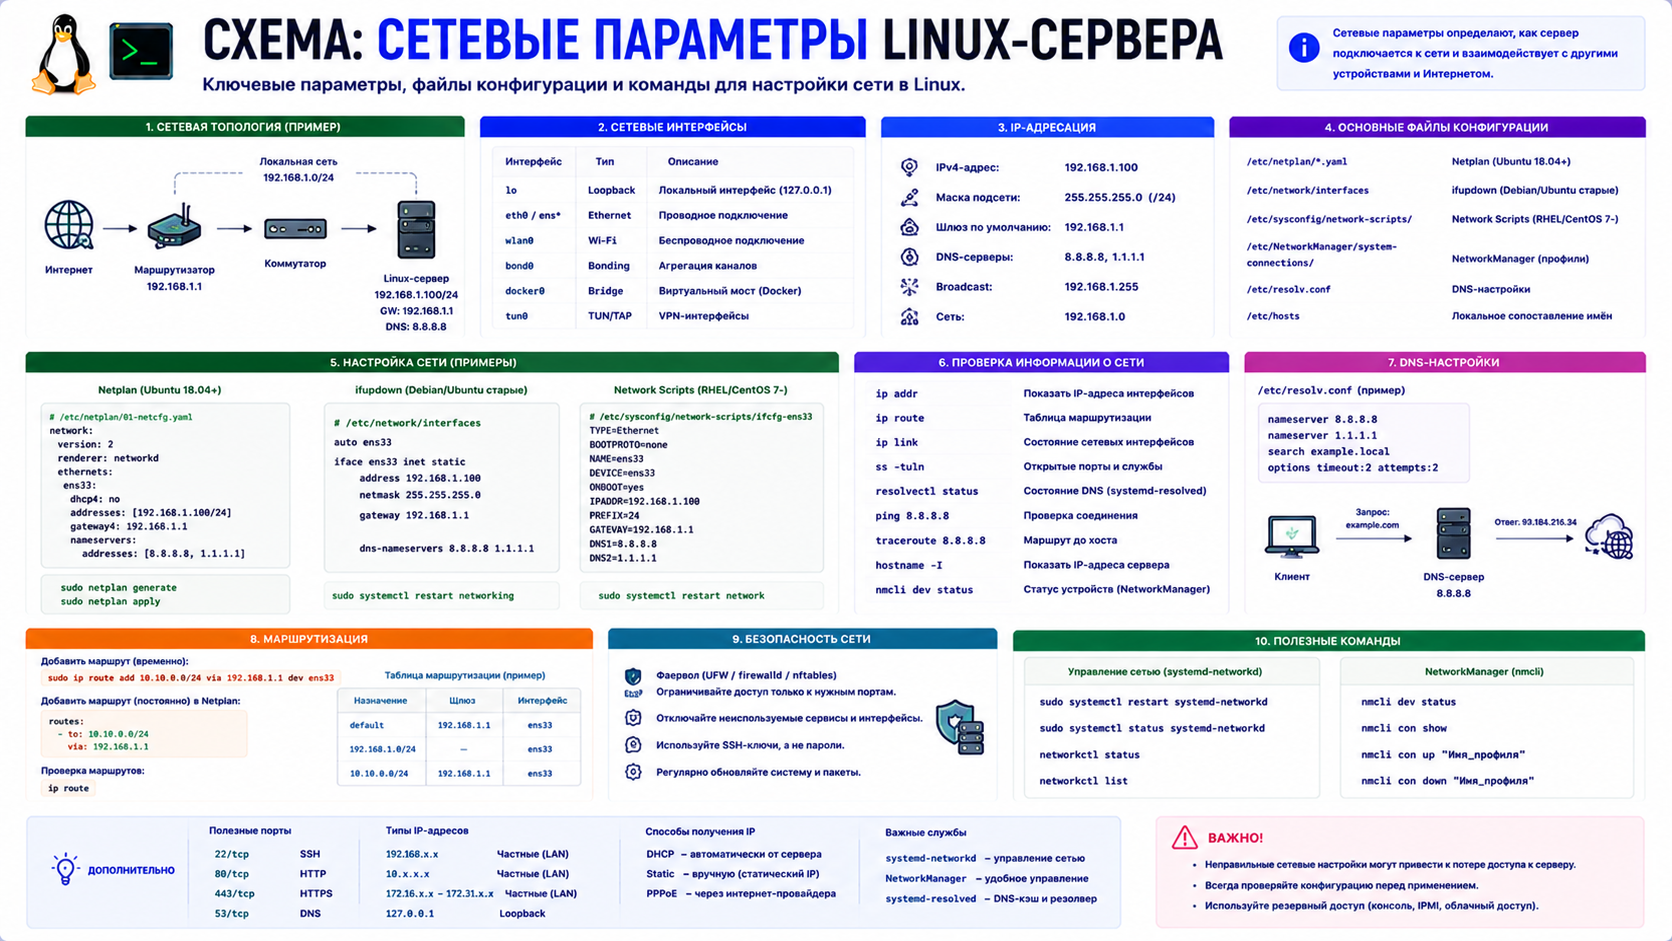 >_
СХЕМА: СЕТЕВЫЕ ПАРАМЕТРЫ LINUX-СЕРВЕРА
Ключевые параметры, файлы конфигурации и команды для настройки сети в Linux.
i
Сетевые параметры определяют, как сервер
подключается к сети и взаимодействует с другими
устройствами и Интернетом.
1. СЕТЕВАЯ ТОПОЛОГИЯ (ПРИМЕР)
Локальная сеть
192.168.1.0/24
Интернет
Маршрутизатор
192.168.1.1
Коммутатор
Linux-сервер
192.168.1.100/24
GW: 192.168.1.1
DNS: 8.8.8.8
2. СЕТЕВЫЕ ИНТЕРФЕЙСЫ
Интерфейс Тип Описание
lo Loopback Локальный интерфейс (127.0.0.1)
eth0 / ens* Ethernet Проводное подключение
wlan0 Wi-Fi Беспроводное подключение
bond0 Bonding Агрегация каналов
docker0 Bridge Виртуальный мост (Docker)
tun0 TUN/TAP VPN-интерфейсы
3. IP-АДРЕСАЦИЯ
IPv4-адрес: 192.168.1.100
Маска подсети: 255.255.255.0 (/24)
Шлюз по умолчанию: 192.168.1.1
DNS-серверы: 8.8.8.8, 1.1.1.1
Broadcast: 192.168.1.255
Сеть: 192.168.1.0
4. ОСНОВНЫЕ ФАЙЛЫ КОНФИГУРАЦИИ
/etc/netplan/*.yaml Netplan (Ubuntu 18.04+)
/etc/network/interfaces ifupdown (Debian/Ubuntu старые)
/etc/sysconfig/network-scripts/ Network Scripts (RHEL/CentOS 7-)
/etc/NetworkManager/system-
connections/ NetworkManager (профили)
/etc/resolv.conf DNS-настройки
/etc/hosts Локальное сопоставление имён
5. НАСТРОЙКА СЕТИ (ПРИМЕРЫ)
Netplan (Ubuntu 18.04+)
# /etc/netplan/01-netcfg.yaml
network:
version: 2
renderer: networkd
ethernets:
ens33:
dhcp4: no
addresses: [192.168.1.100/24]
gateway4: 192.168.1.1
nameservers:
addresses: [8.8.8.8, 1.1.1.1]
sudo netplan generate
sudo netplan apply
ifupdown (Debian/Ubuntu старые)
# /etc/network/interfaces
auto ens33
iface ens33 inet static
address 192.168.1.100
netmask 255.255.255.0
gateway 192.168.1.1
dns-nameservers 8.8.8.8 1.1.1.1
sudo systemctl restart networking
Network Scripts (RHEL/CentOS 7-)
# /etc/sysconfig/network-scripts/ifcfg-ens33
TYPE=Ethernet
BOOTPROTO=none
NAME=ens33
DEVICE=ens33
ONBOOT=yes
IPADDR=192.168.1.100
PREFIX=24
GATEVAY=192.168.1.1
DNS1=8.8.8.8
DNS2=1.1.1.1
sudo systemctl restart network
6. ПРОВЕРКА ИНФОРМАЦИИ О СЕТИ
ip addr Показать IP-адреса интерфейсов
ip route Таблица маршрутизации
ip link Состояние сетевых интерфейсов
ss -tuln Открытые порты и службы
resolvectl status Состояние DNS (systemd-resolved)
ping 8.8.8.8 Проверка соединения
traceroute 8.8.8.8 Маршрут до хоста
hostname -I Показать IP-адреса сервера
nmcli dev status Статус устройств (NetworkManager)
7. DNS-НАСТРОЙКИ
/etc/resolv.conf (пример)
nameserver 8.8.8.8
nameserver 1.1.1.1
search example.local
options timeout:2 attempts:2
Запрос:
example.com
Ответ: 93.184.216.34
Клиент
DNS-сервер
8.8.8.8
8. МАРШРУТИЗАЦИЯ
Добавить маршрут (временно):
sudo ip route add 10.10.0.0/24 via 192.168.1.1 dev ens33
Добавить маршрут (постоянно) в Netplan:
routes:
- to: 10.10.0.0/24
via: 192.168.1.1
Проверка маршрутов:
ip route
Таблица маршрутизации (пример)
Назначение Шлюз Интерфейс
default 192.168.1.1 ens33
192.168.1.0/24 — ens33
10.10.0.0/24 192.168.1.1 ens33
9. БЕЗОПАСНОСТЬ СЕТИ
Фаервол (UFW / firewalld / nftables)
Ограничивайте доступ только к нужным портам.
Отключайте неиспользуемые сервисы и интерфейсы.
Используйте SSH-ключи, а не пароли.
Регулярно обновляйте систему и пакеты.
10. ПОЛЕЗНЫЕ КОМАНДЫ
Управление сетью (systemd-networkd)
sudo systemctl restart systemd-networkd
sudo systemctl status systemd-networkd
networkctl status
networkctl list
NetworkManager (nmcli)
nmcli dev status
nmcli con show
nmcli con up "Имя_профиля"
nmcli con down "Имя_профиля"
ДОПОЛНИТЕЛЬНО
Полезные порты
22/tcp SSH
80/tcp HTTP
443/tcp HTTPS
53/tcp DNS
Типы IP-адресов
192.168.x.x Частные (LAN)
10.x.x.x Частные (LAN)
172.16.x.x – 172.31.x.x Частные (LAN)
127.0.0.1 Loopback
Способы получения IP
DHCP – автоматически от сервера
Static – вручную (статический IP)
PPPoE – через интернет-провайдера
Важные службы
systemd-networkd – управление сетью
NetworkManager – удобное управление
systemd-resolved – DNS-кэш и резолвер
ВАЖНО!
• Неправильные сетевые настройки могут привести к потере доступа к серверу.
• Всегда проверяйте конфигурацию перед применением.
• Используйте резервный доступ (консоль, IPMI, облачный доступ).